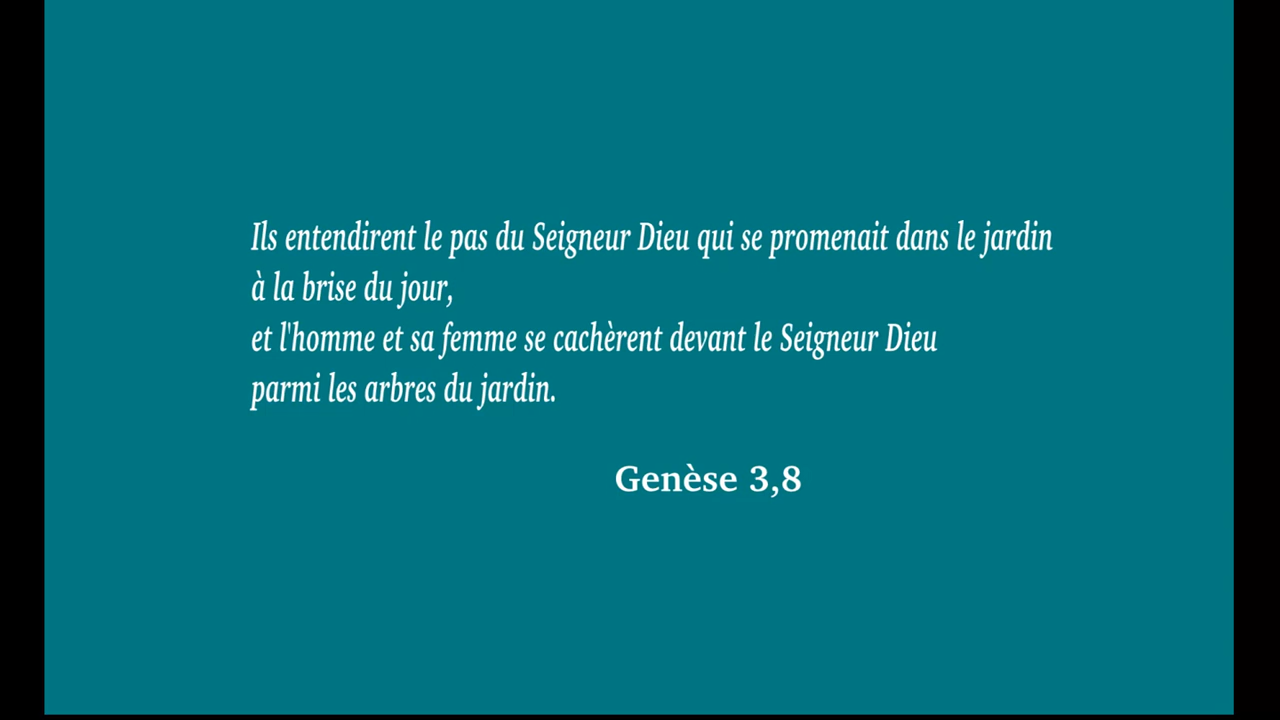 Ils entendirent le pas du Seigneur Dieu qui se promenait dans le jardin
à la brise du jour,
et l'homme et sa femme se cachèrent devant le Seigneur Dieu
parmi les arbres du jardin.
Genèse 3,8